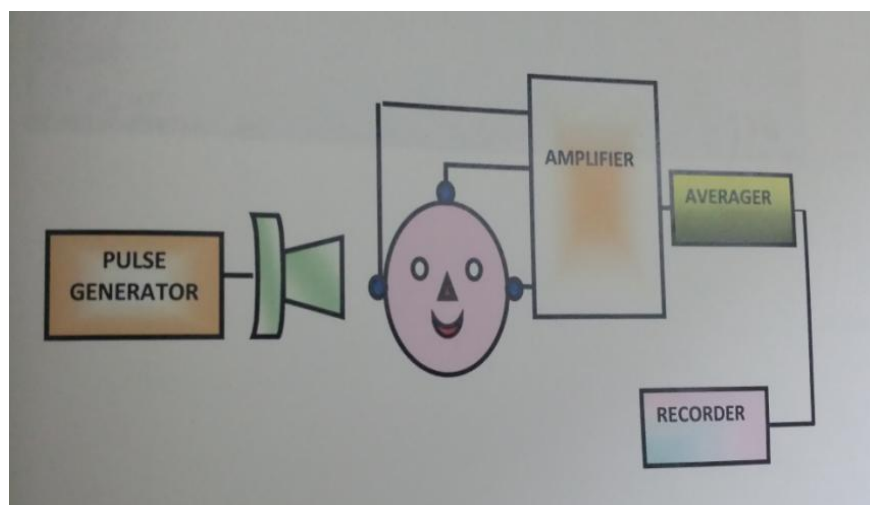 PULSE
GENERATOR
AMPLIFIER
AVERAGER
RECORDER